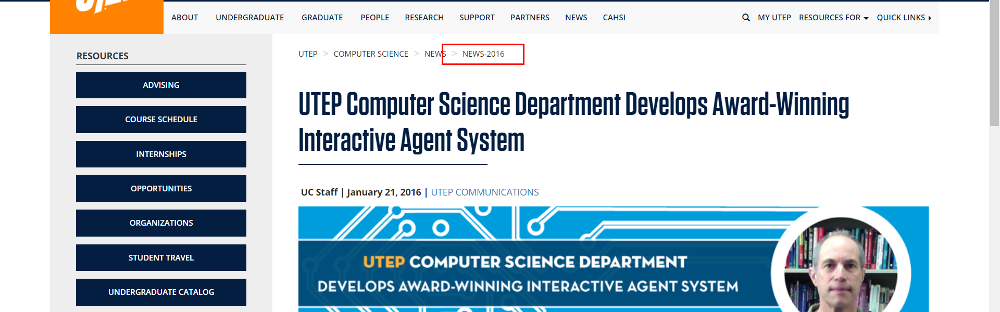 ABOUT UNDERGRADUATE GRADUATE PEOPLE RESEARCH SUPPORT PARTNERS NEWS CAHSI MY UTEP RESOURCES FOR QUICK LINKS
RESOURCES
ADVISING
COURSE SCHEDULE
INTERNSHIPS
OPPORTUNITIES
ORGANIZATIONS
STUDENT TRAVEL
UNDERGRADUATE CATALOG
UTEP > COMPUTER SCIENCE > NEWS > NEWS-2016
UTEP Computer Science Department Develops Award-Winning
Interactive Agent System
UC Staff | January 21, 2016 | UTEP COMMUNICATIONS
UTEP COMPUTER SCIENCE DEPARTMENT
DEVELOPS AWARD-WINNING INTERACTIVE AGENT SYSTEM